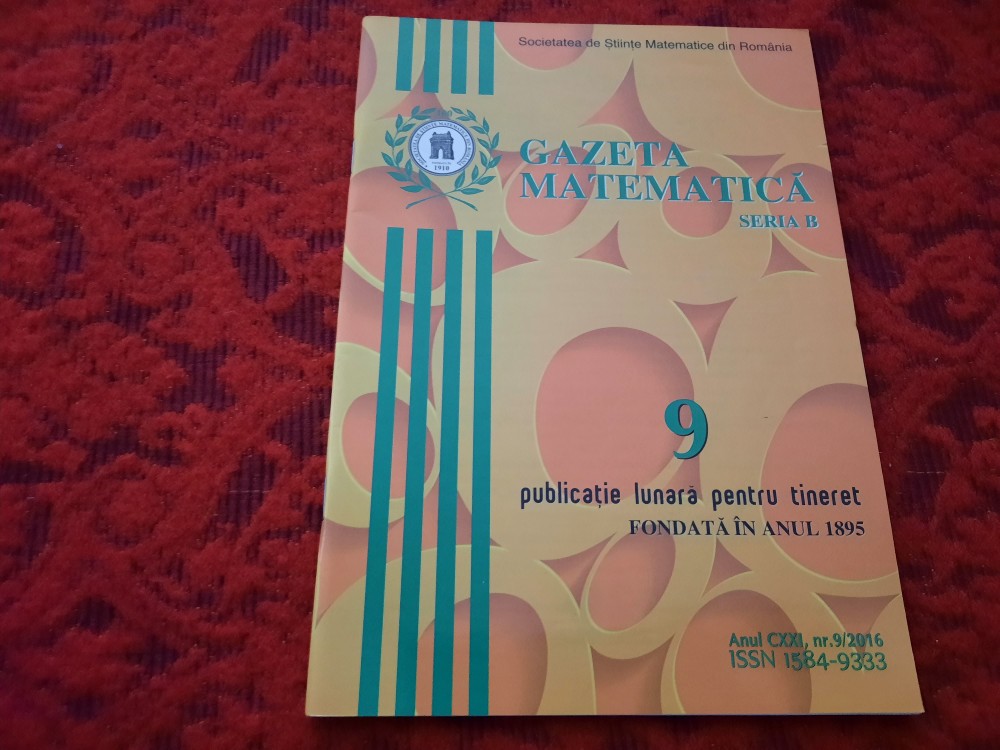 Societatea de Științe Matematice din România
1910
GAZETA
MATEMATICĂ
SERIA B
9
publicație lunară pentru tineret
FONDATĂ ÎN ANUL 1895
Anul CXXI, nr.9/2016
ISSN 1584-9333